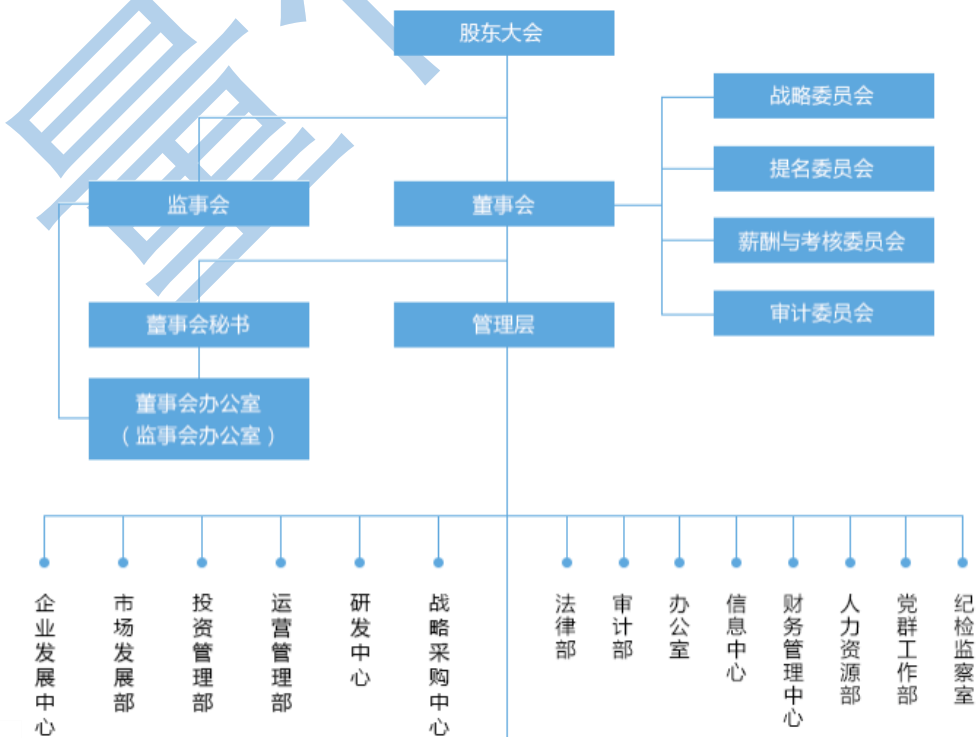 股东大会
战略委员会
提名委员会
监事会
董事会
薪酬与考核委员会
董事会秘书
管理层
审计委员会
董事会办公室
（监事会办公室）
企业发展中心
市场发展部
投资管理部
运营管理部
研发中心
战略采购中心
法律部
审计部
办公室
信息中心
财务管理中心
人力资源部
党群工作部
纪检监察室